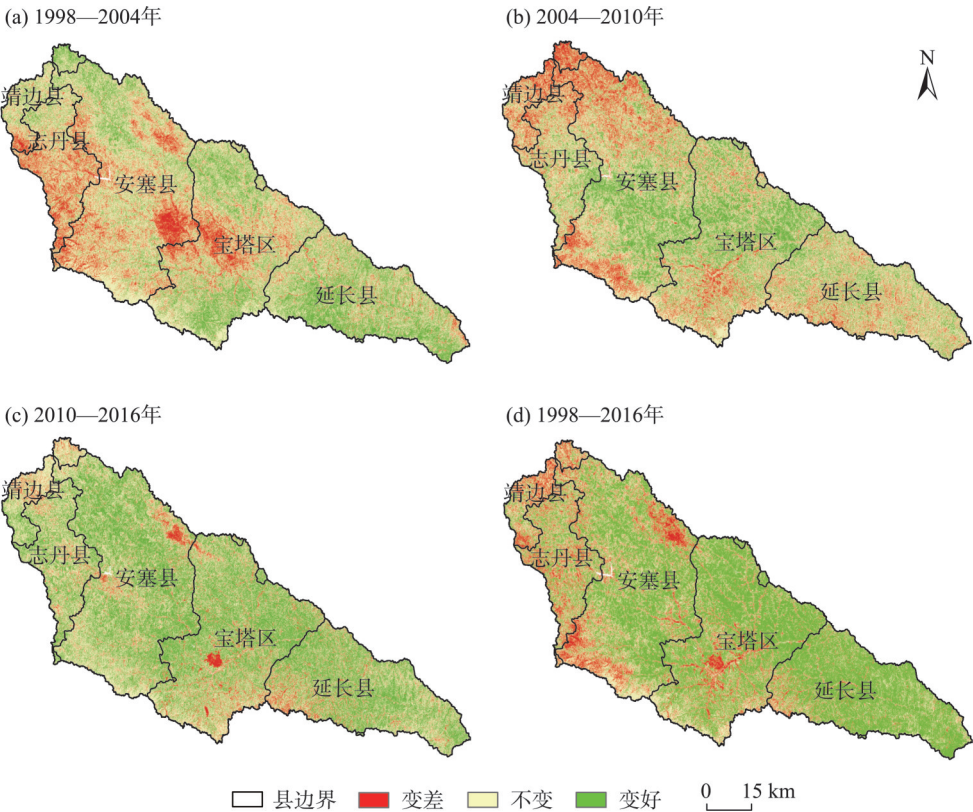 (a) 1998—2004年
(b) 2004—2010年
N
靖边县
志丹县
安塞县
宝塔区
延长县
靖边县
志丹县
安塞县
宝塔区
延长县
(c) 2010—2016年
(d) 1998—2016年
靖边县
志丹县
安塞县
宝塔区
延长县
靖边县
志丹县
安塞县
宝塔区
延长县
县边界 变差 不变 变好 0 15 km